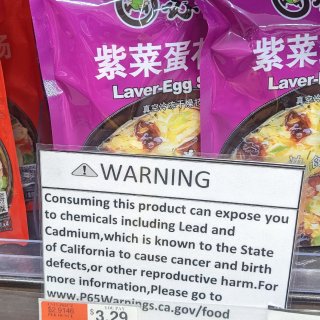 紫菜蛋
Laver-Egg S
紫菜蛋
Laver-Egg
WARNING
Consuming this product can expose you
to chemicals including Lead and
Cadmium,which is known to the State
of California to cause cancer and birth
defects,or other reproductive harm.For
more information,Please go to
www.P65Warnings.ca.gov/food
3.29